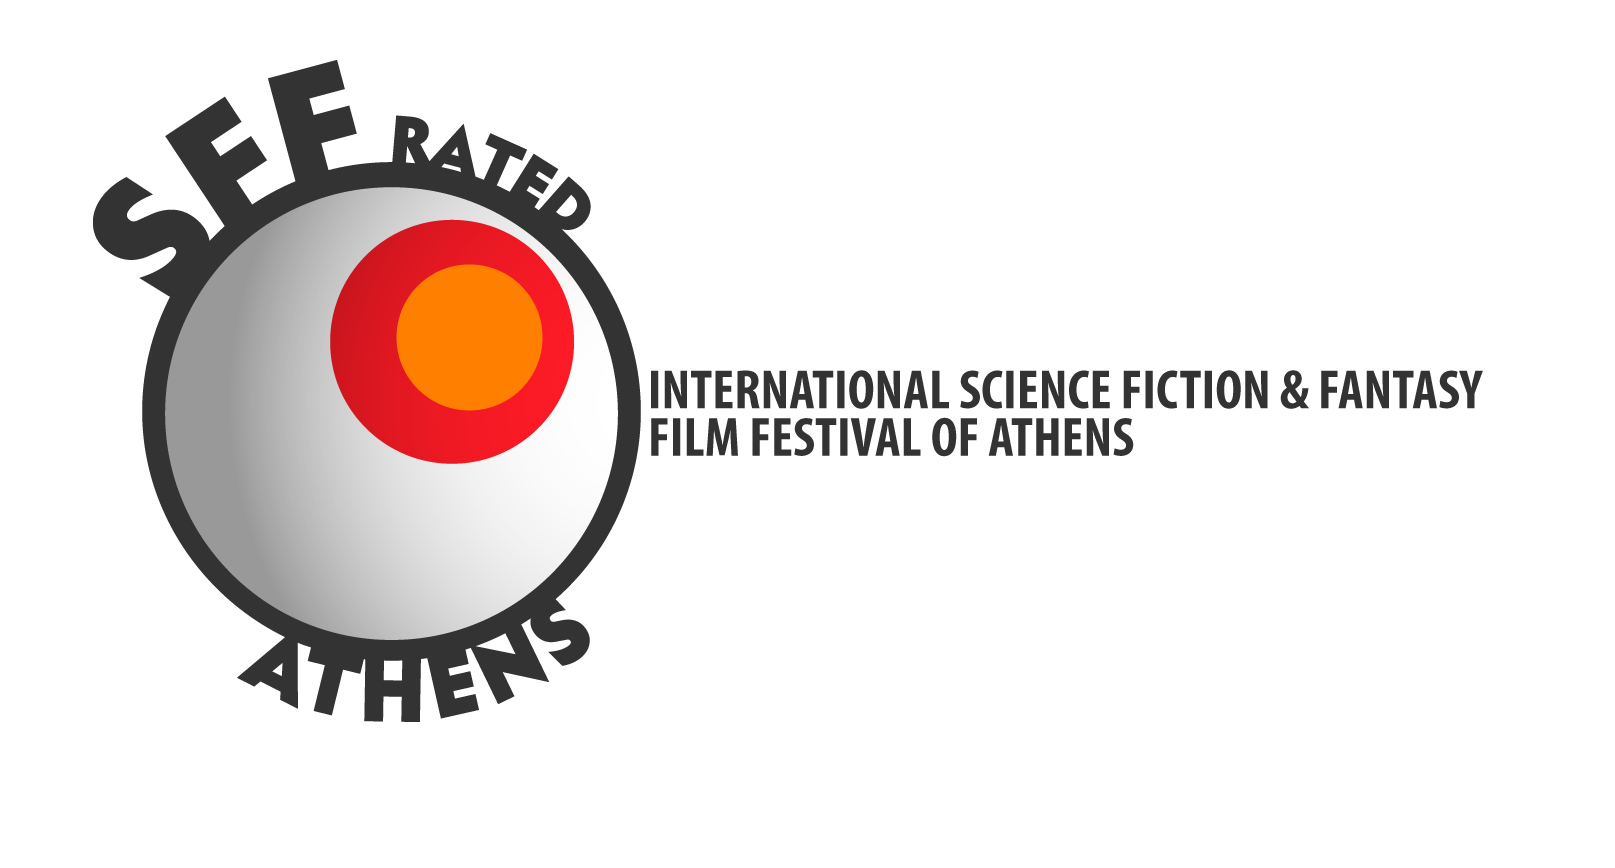 SFF RATED
ATHENS
INTERNATIONAL SCIENCE FICTION & FANTASY
FILM FESTIVAL OF ATHENS